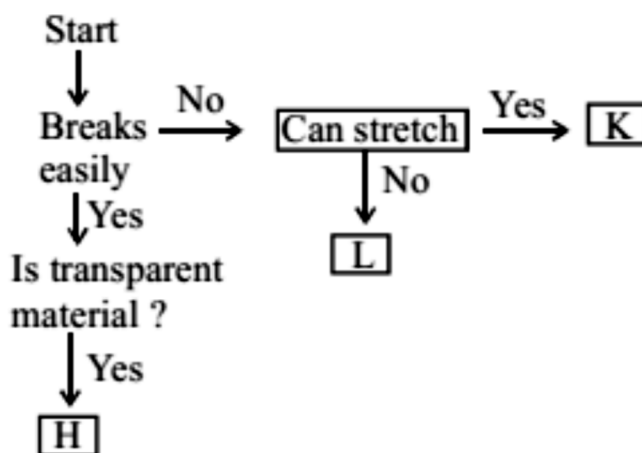 Start
No
Yes
Breaks
easily
Can stretch
K
Yes
No
L
Is transparent
material ?
Yes
H